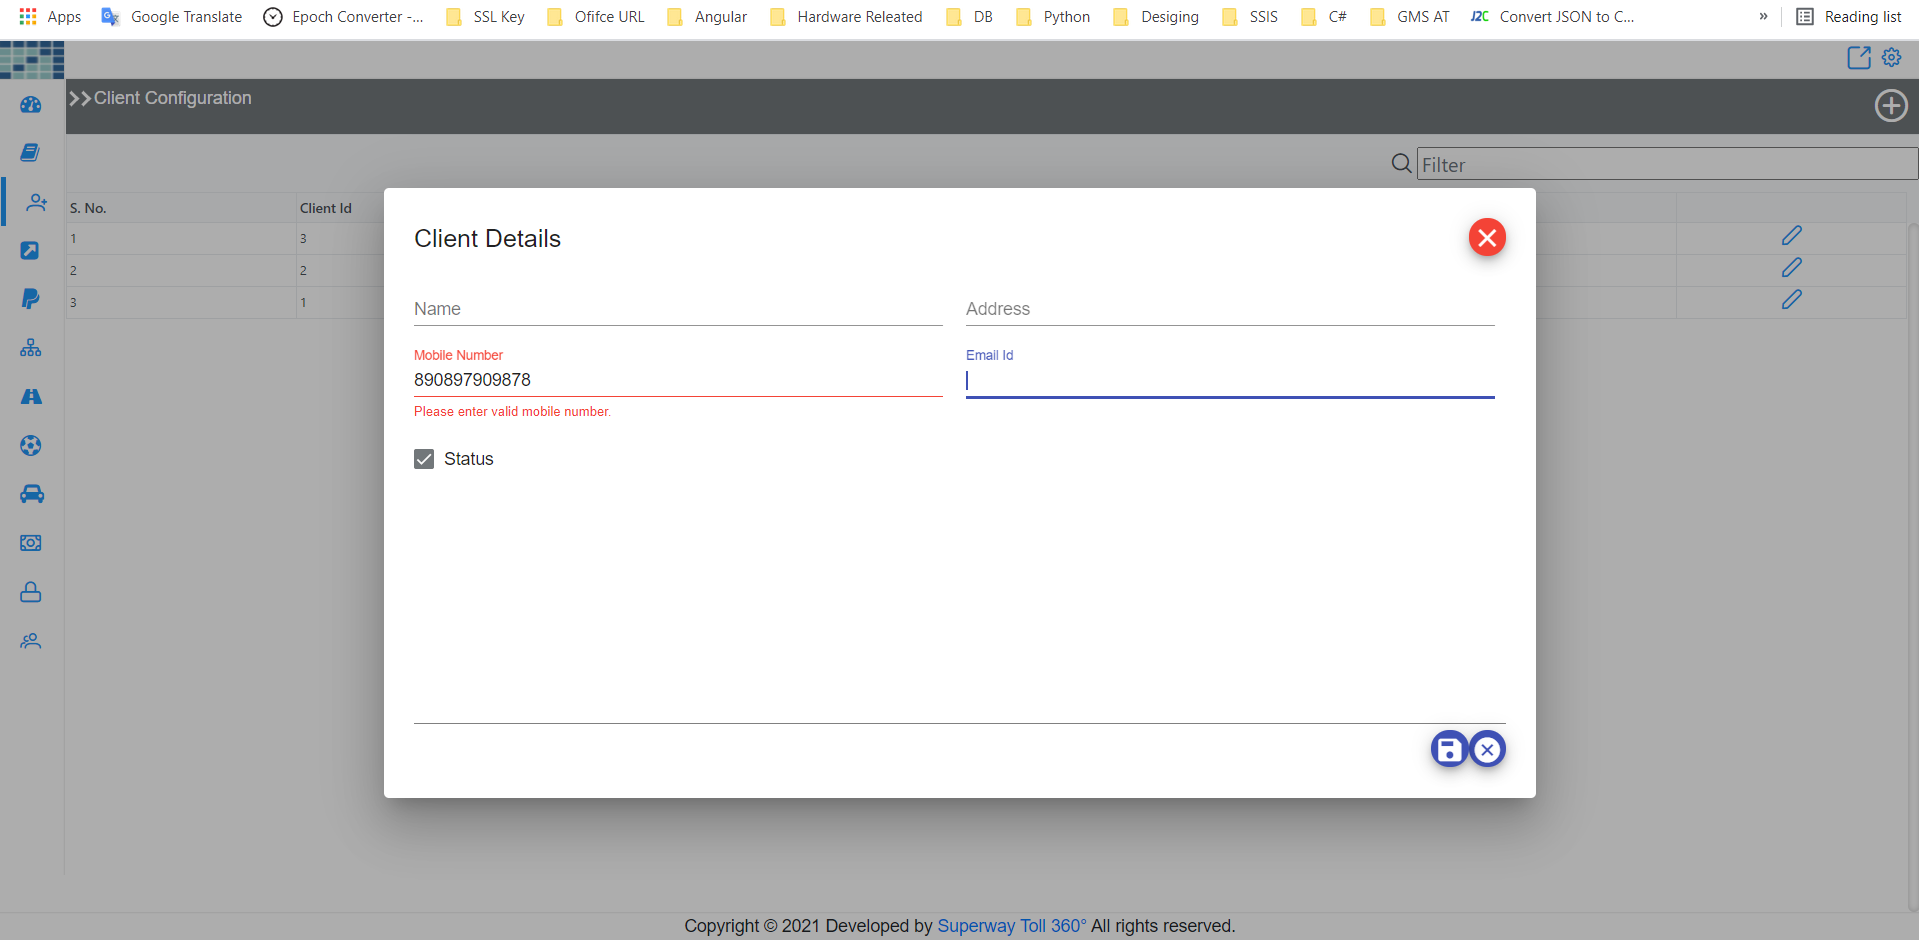 Apps Google Translate Epoch Converter -... SSL Key Ofifce URL Angular Hardware Releated DB Python Desiging SSIS C# GMS AT J2C Convert JSON to C... » Reading list
Client Configuration
Filter
S. No. Client Id
1 3
2 2
3 1
Client Details
Name Address
Mobile Number Email Id
890897909878
Please enter valid mobile number.
Status
Copyright © 2021 Developed by Superway Toll 360° All rights reserved.